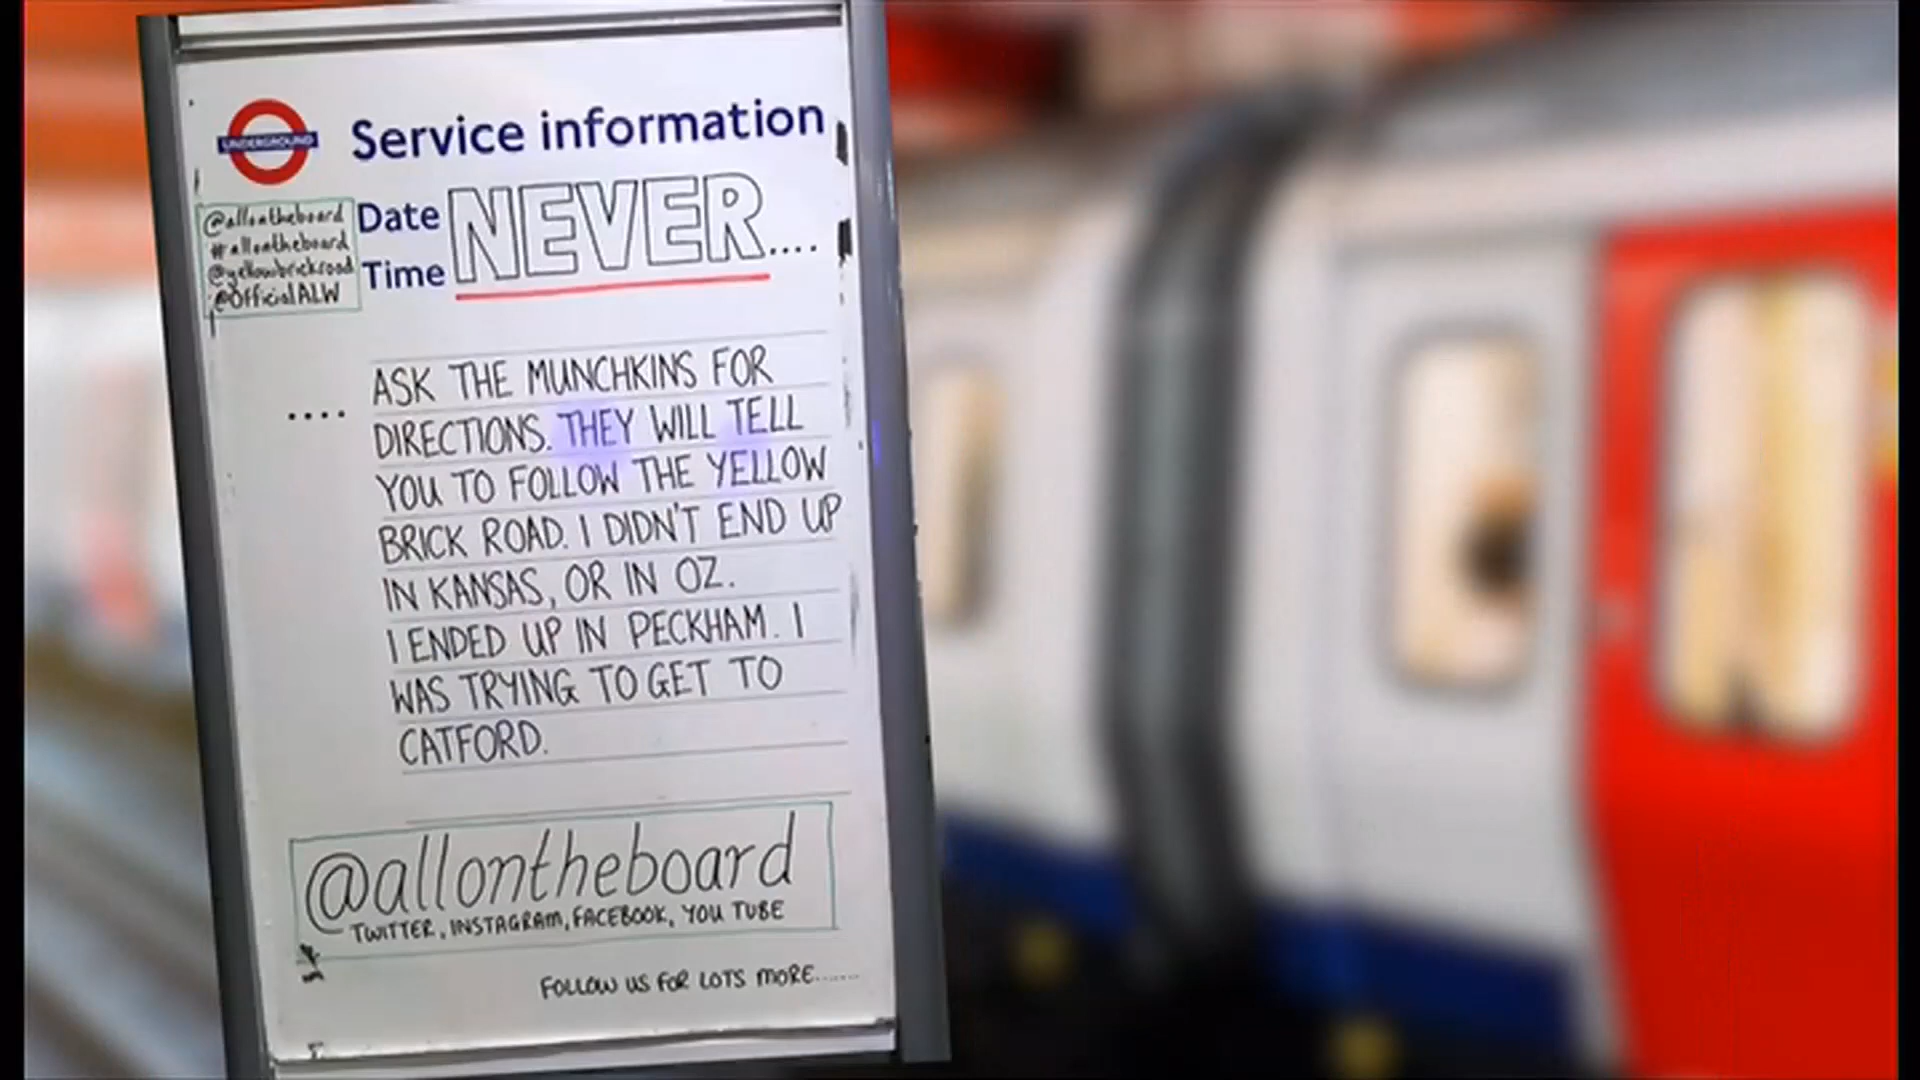 UNDERGROUND
Service information
@allontheboard
#allontheboard
@yellowbrickroad
@OfficialALW
Date
Time
NEVER....
.... ASK THE MUNCHKINS FOR
DIRECTIONS. THEY WILL TELL
YOU TO FOLLOW THE YELLOW
BRICK ROAD. I DIDN'T END UP
IN KANSAS, OR IN OZ.
I ENDED UP IN PECKHAM. I
WAS TRYING TO GET TO
CATFORD.
@allontheboard
TWITTER, INSTAGRAM, FACEBOOK, YOU TUBE
FOLLOW US FOR LOTS MORE.......